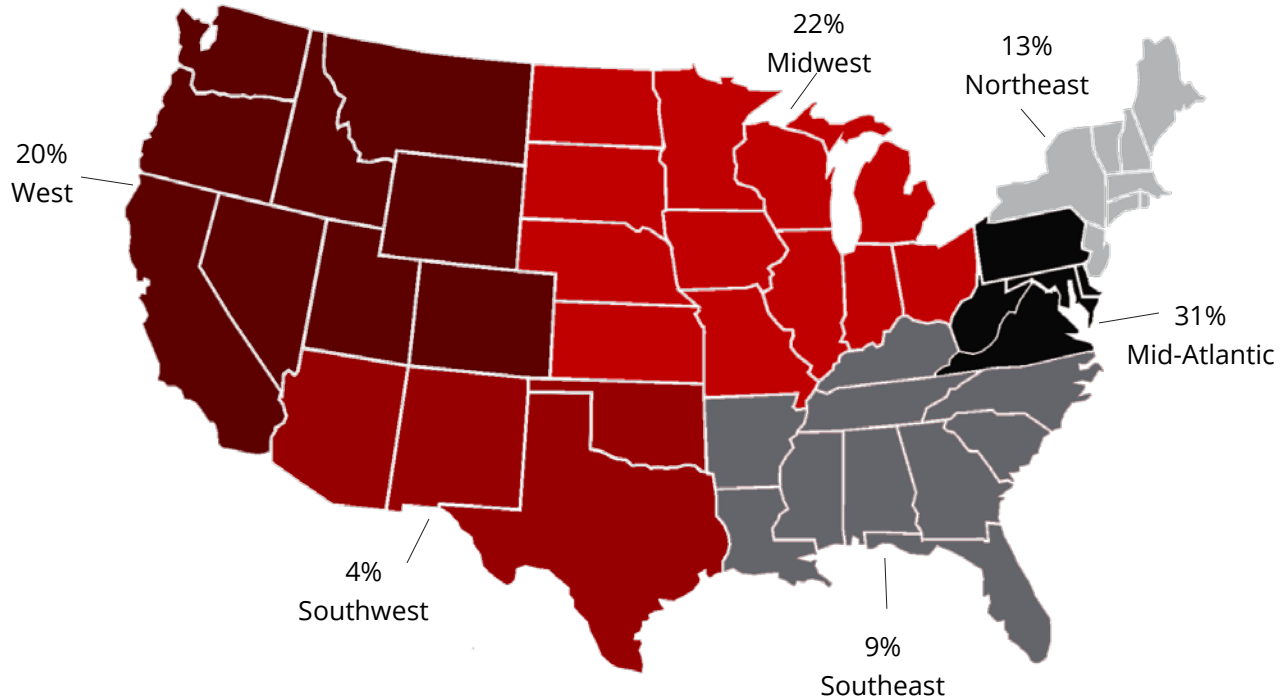 22%
Midwest
13%
Northeast
20%
West
31%
Mid-Atlantic
4%
Southwest
9%
Southeast